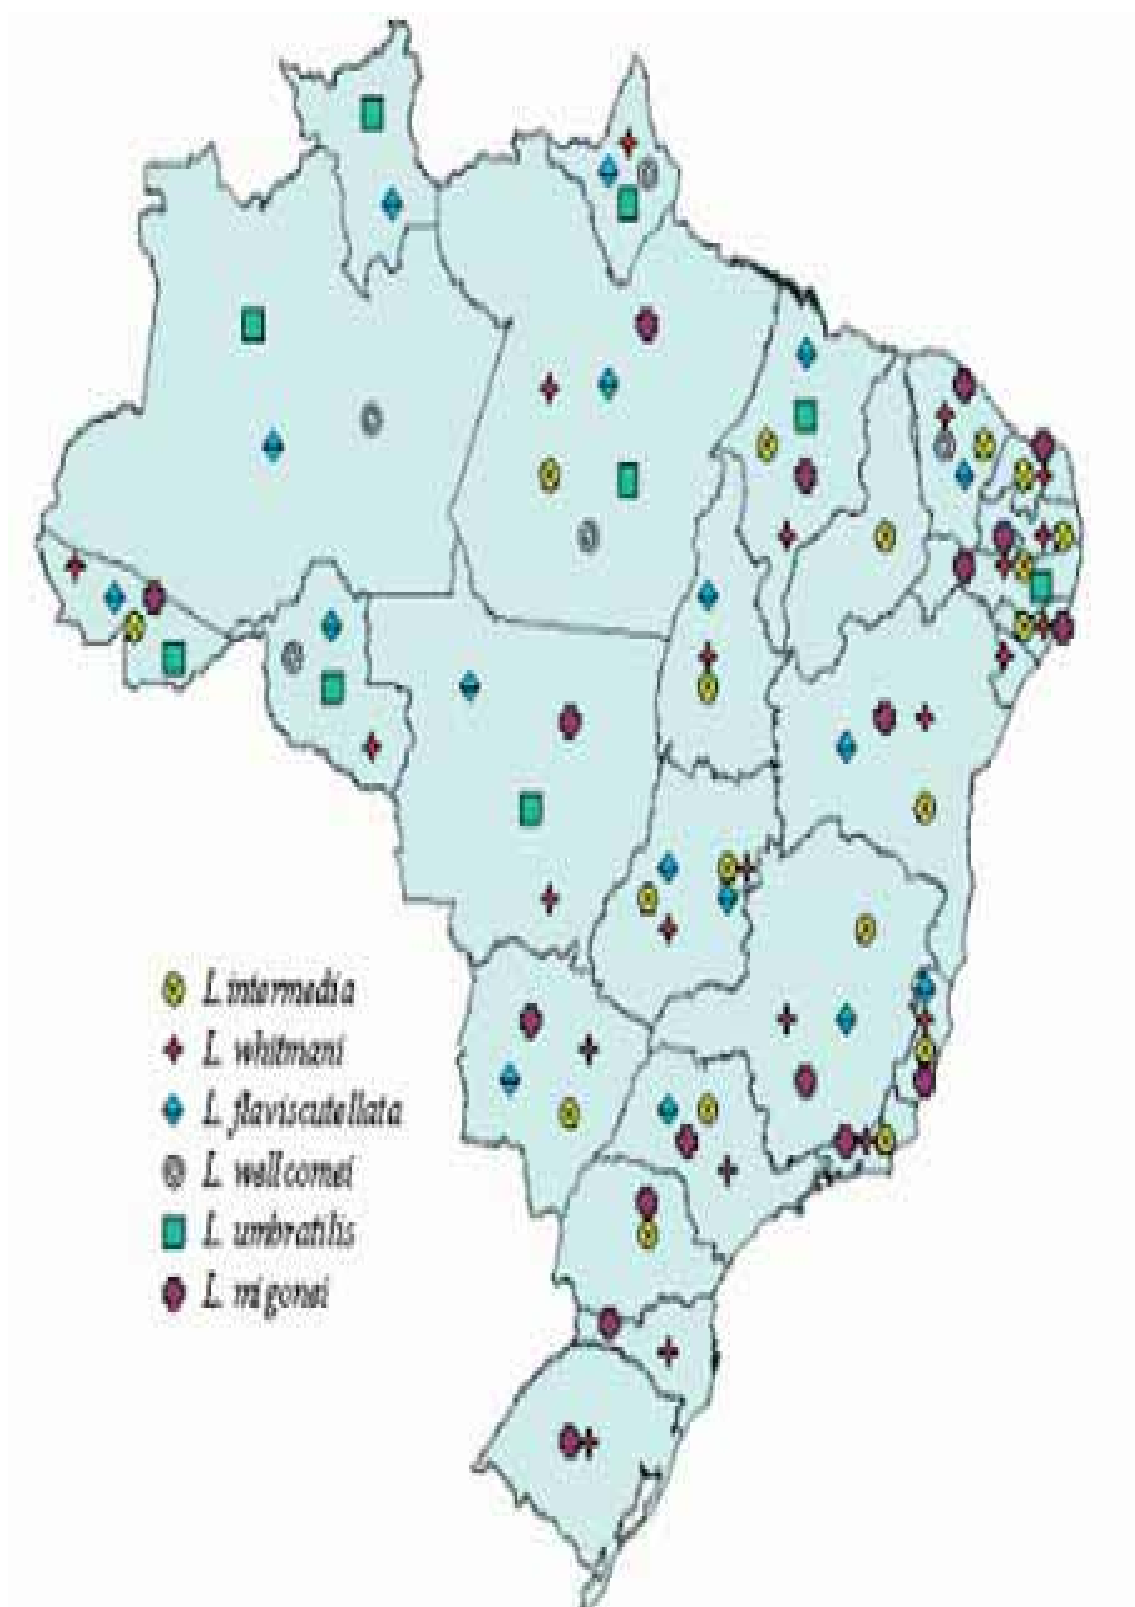 L. intermedia
L. whitmani
L. flaviscutellata
L. wellcomei
L. umbratilis
L. migonei